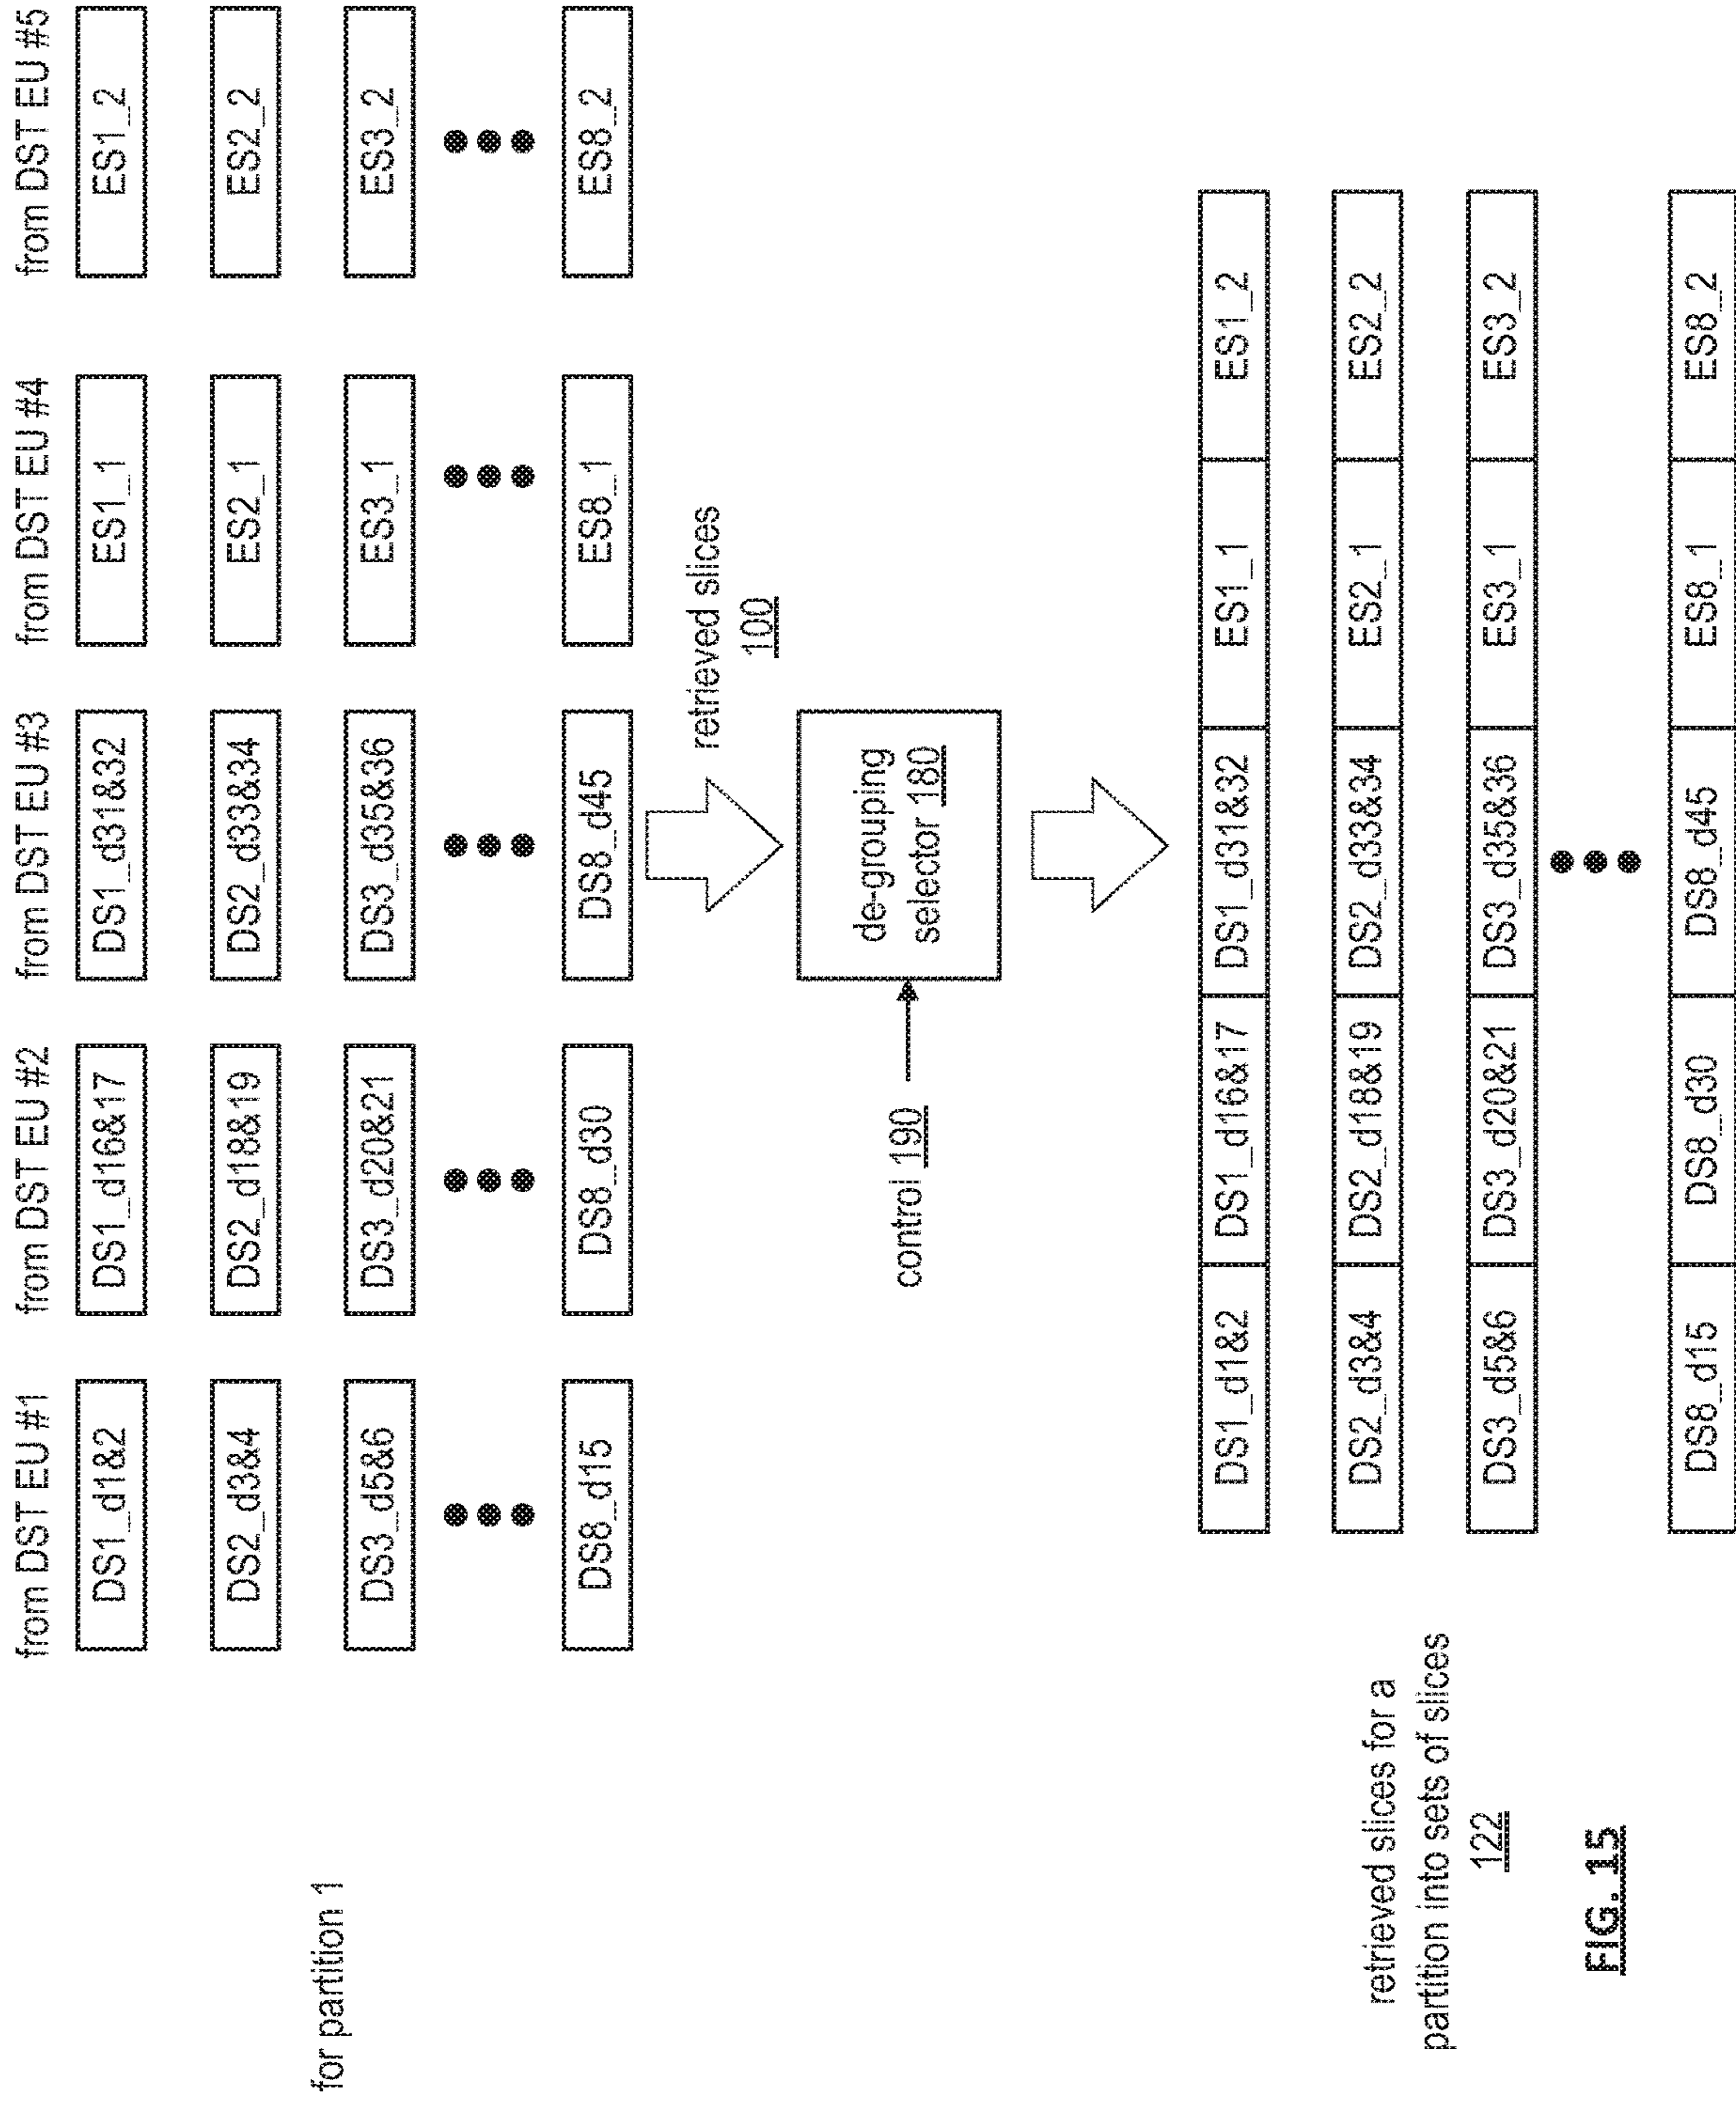 from DST EU #1 from DST EU #2 from DST EU #3 from DST EU #4 from DST EU #5
DS1_d1&2 DS1_d16&17 DS1_d31&32 ES1_1 ES1_2
DS2_d3&4 DS2_d18&19 DS2_d33&34 ES2_1 ES2_2
for partition 1
DS3_d5&6 DS3_d20&21 DS3_d35&36 ES3_1 ES3_2
DS8_d15 DS8_d30 DS8_d45 ES8_1 ES8_2
retrieved slices
100
control 190
de-grouping
selector 180
DS1_d1&2 DS1_d16&17 DS1_d31&32 ES1_1 ES1_2
retrieved slices for a
partition into sets of slices
122
DS2_d3&4 DS2_d18&19 DS2_d33&34 ES2_1 ES2_2
DS3_d5&6 DS3_d20&21 DS3_d35&36 ES3_1 ES3_2
DS8_d15 DS8_d30 DS8_d45 ES8_1 ES8_2
FIG. 15